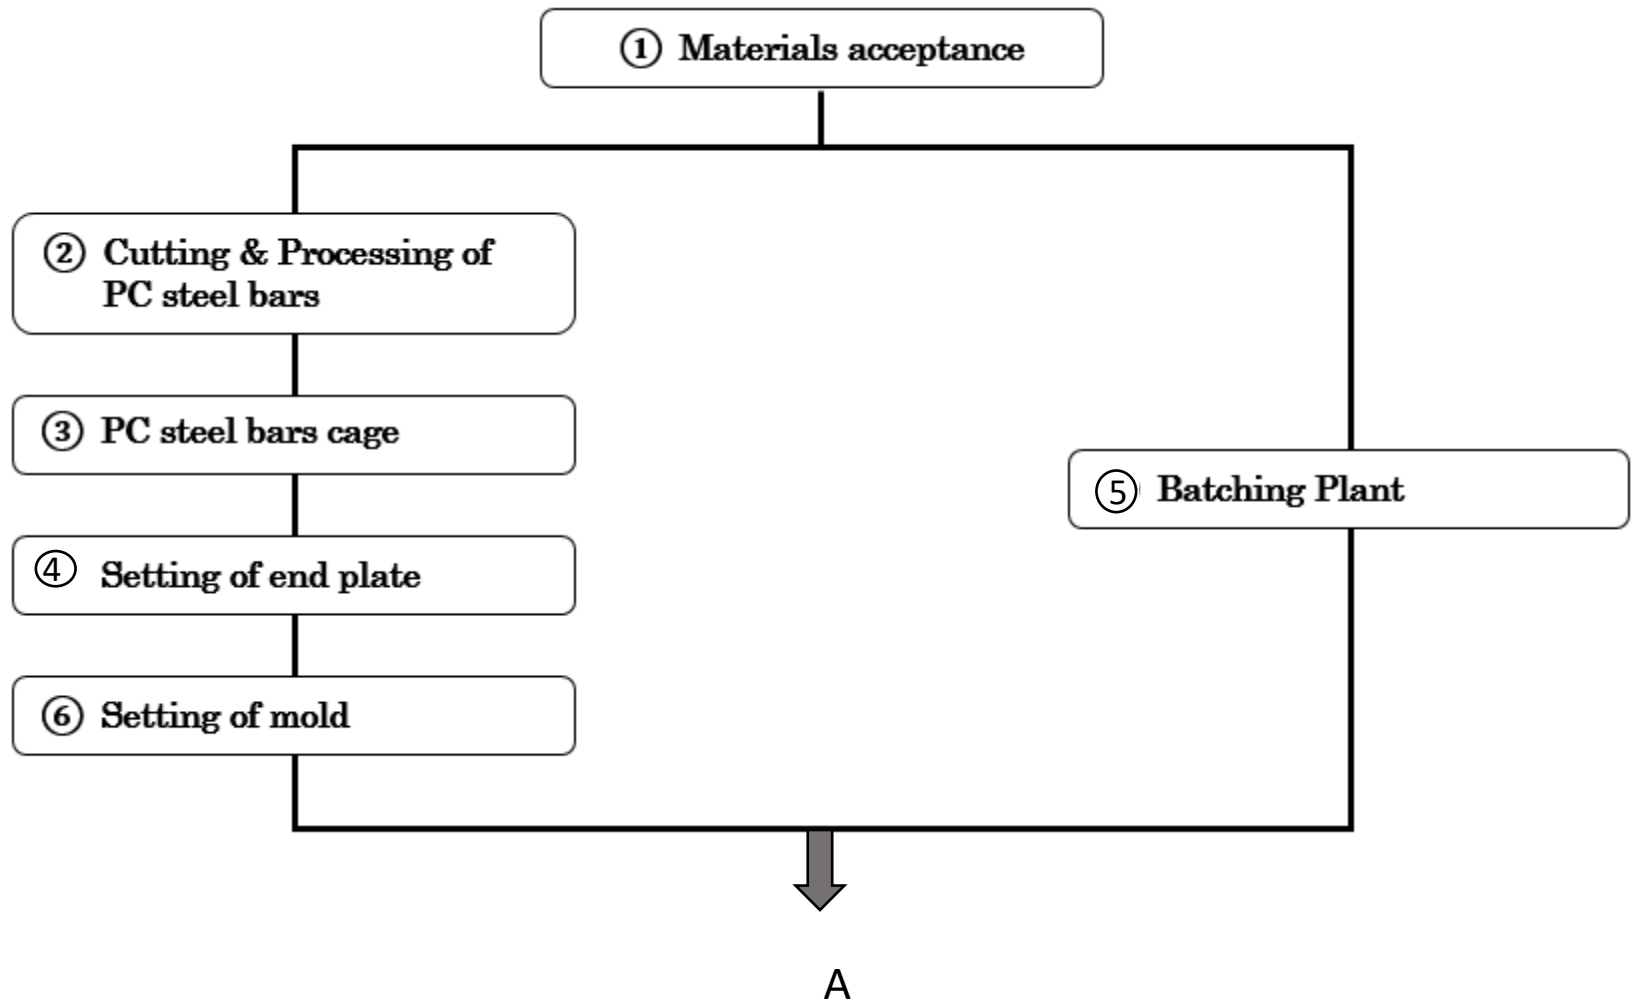 ① Materials acceptance
② Cutting & Processing of
PC steel bars
③ PC steel bars cage
⑤ Batching Plant
④ Setting of end plate
⑥ Setting of mold
A